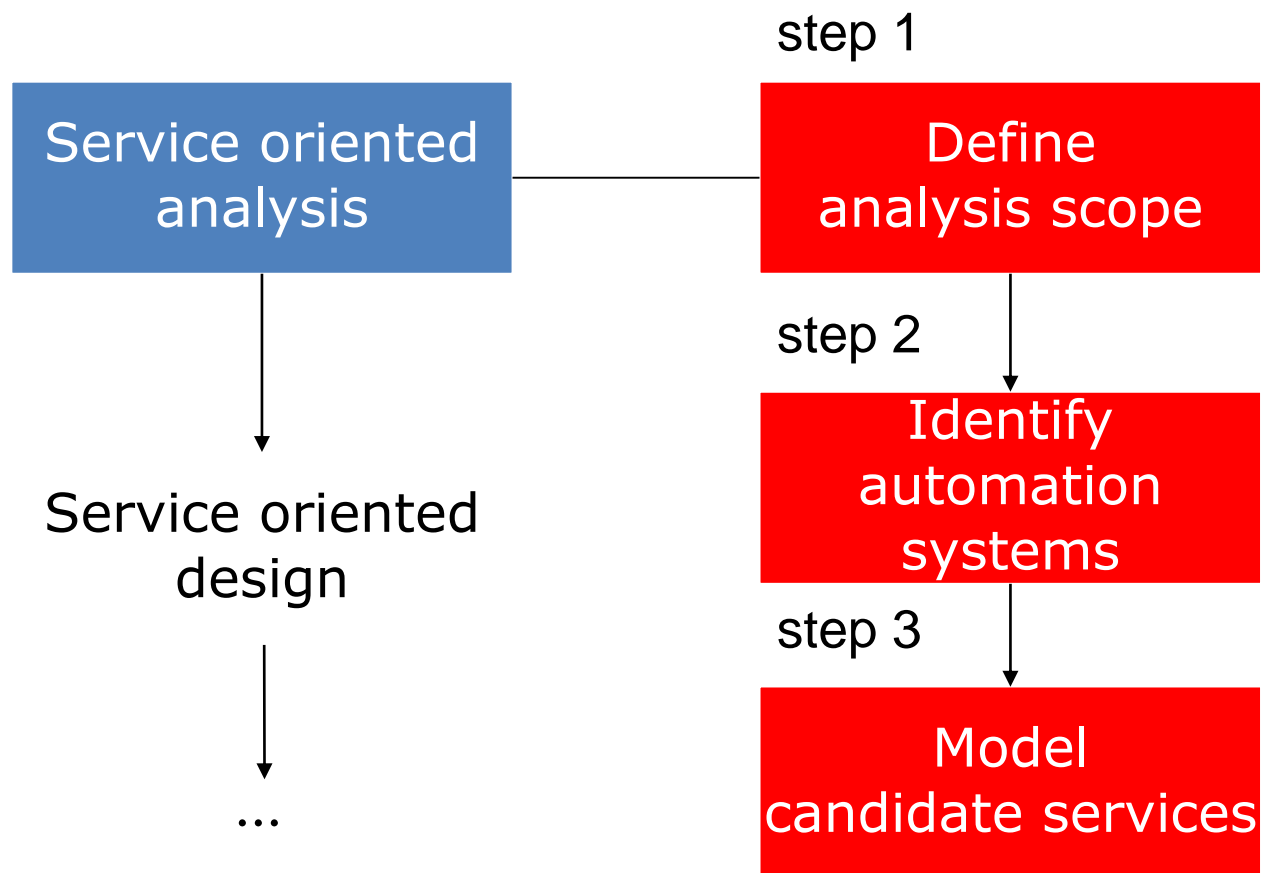 step 1
Service oriented
analysis
Define
analysis scope
step 2
Identify
automation
systems
Service oriented
design
step 3
Model
candidate services
...